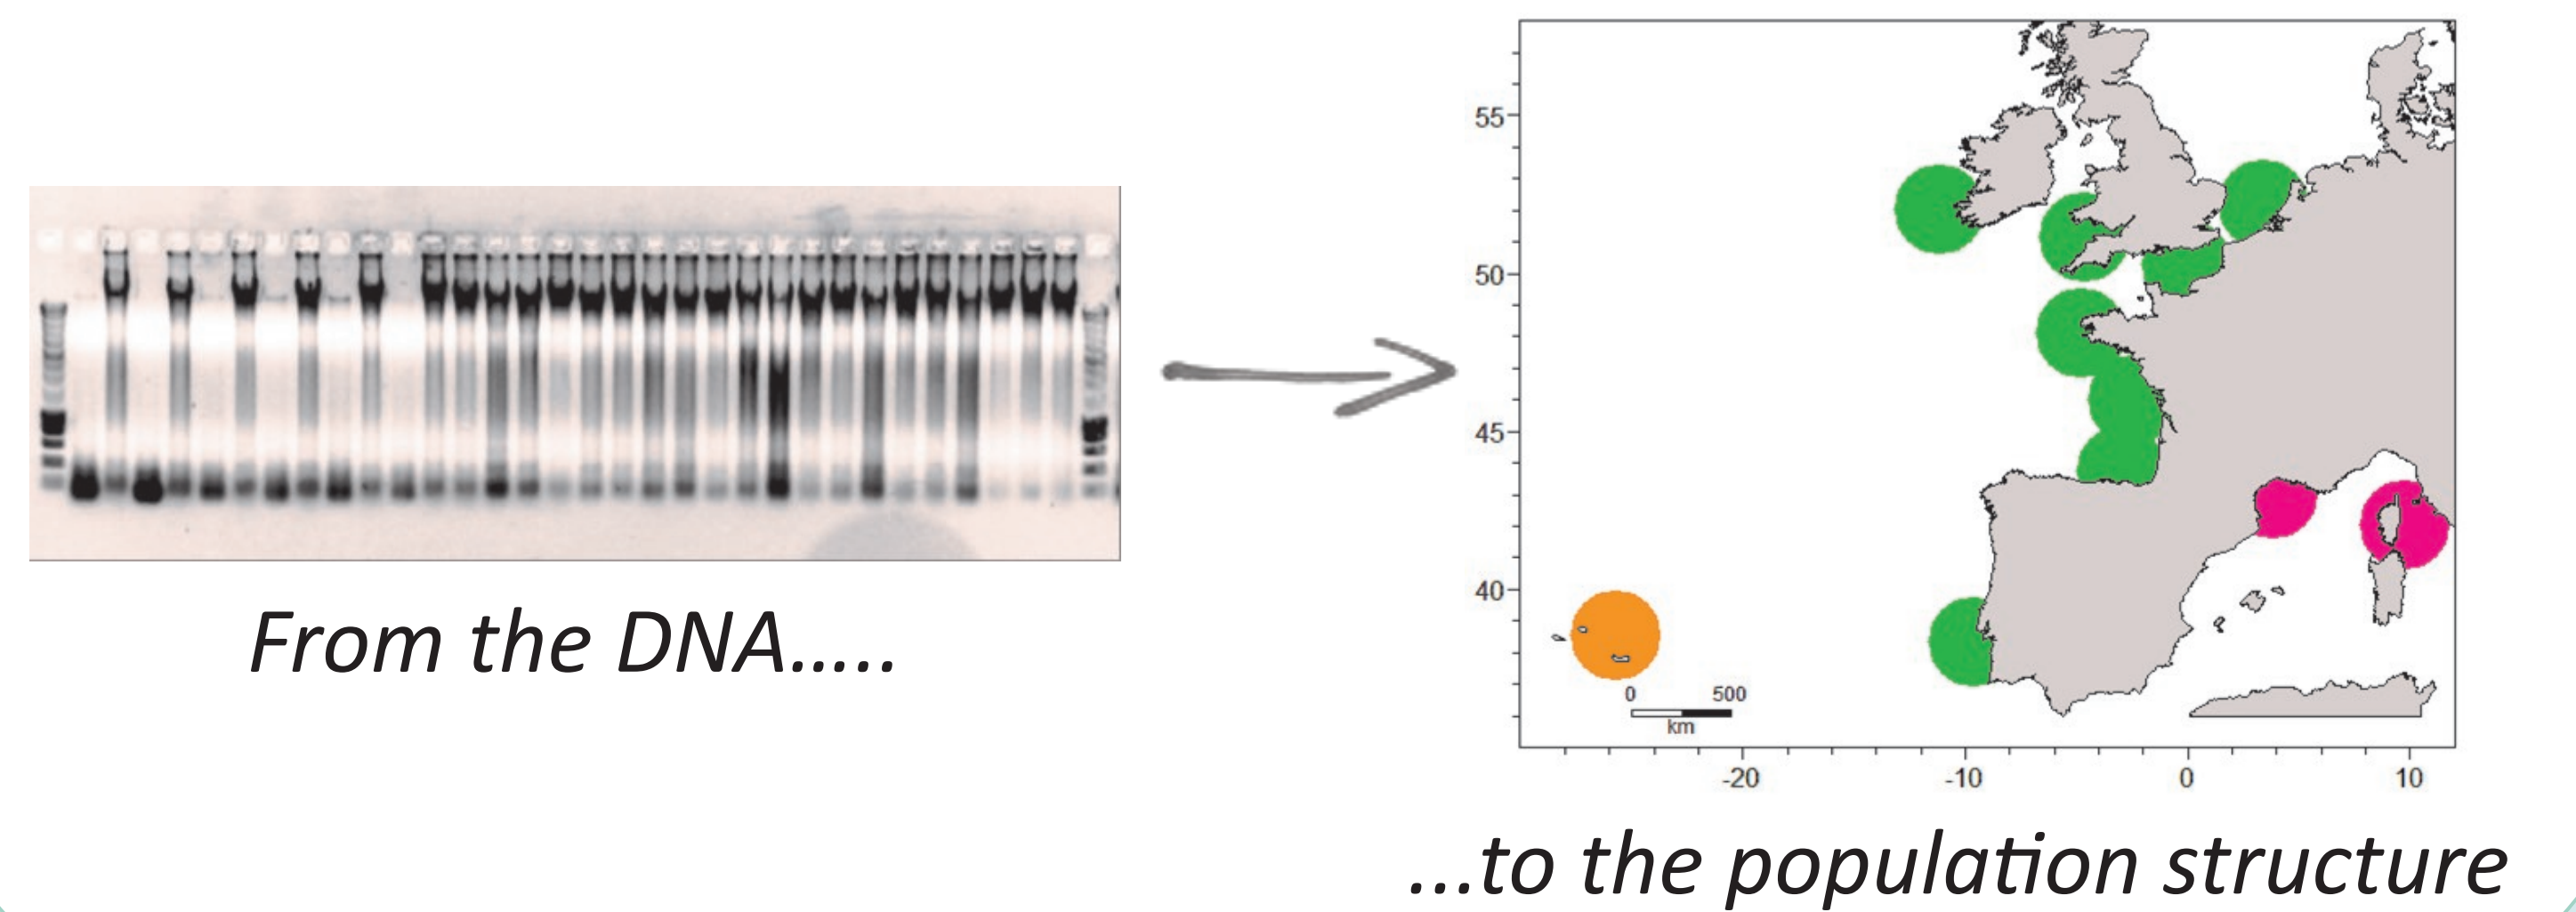 From the DNA.....
55
50
45
40
0 500
km
-20 -10 0 10
...to the population structure